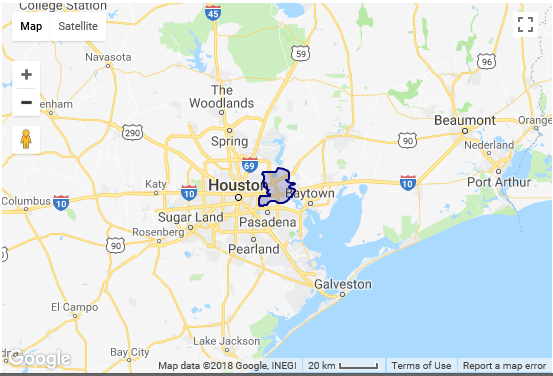 College Station
45
Map
Satellite
Navasota
59
96
The
Woodlands
enham
290
Spring
Beaumont
Orange
90
Nederland
69
Katy
10
Houston
Baytown
10
Port Arthur
Columbus
10
Sugar Land
Pasadena
90
Rosenberg
Pearland
Galveston
El Campo
Lake Jackson
Bay City
Google
Map data ©2018 Google, INEGI
20 km
Terms of Use
Report a map error